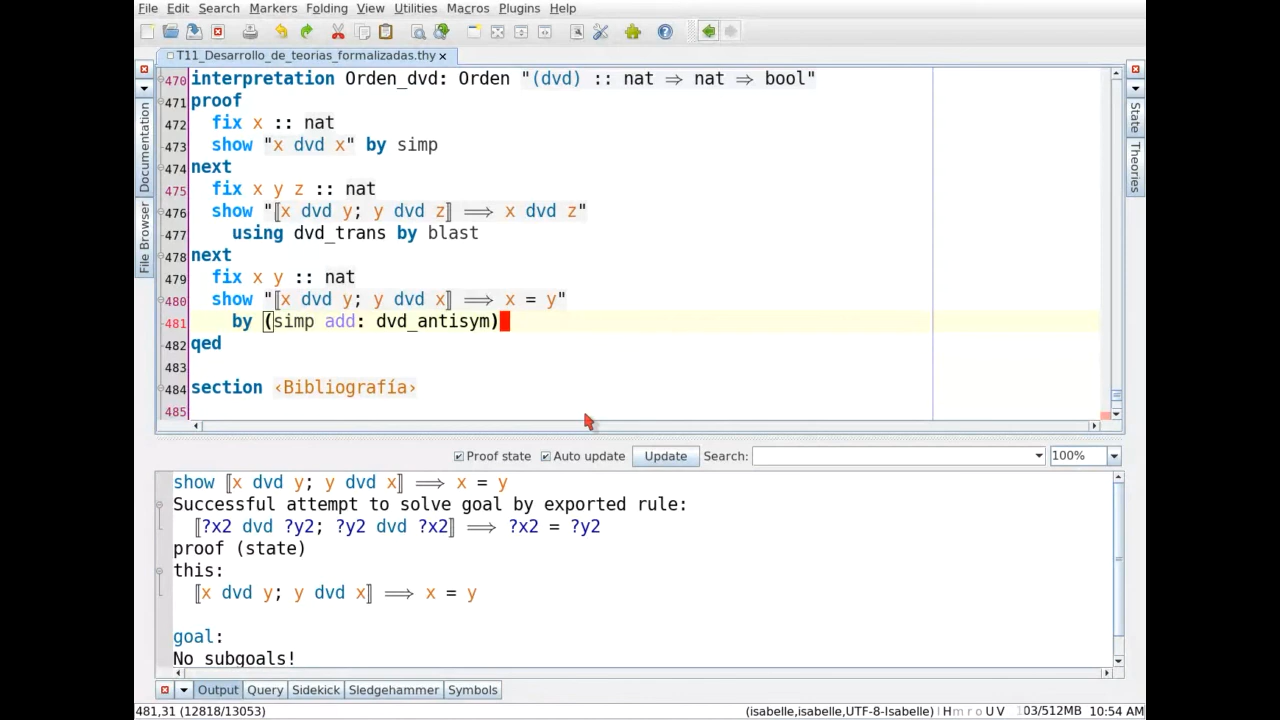 File Edit Search Markers Folding View Utilities Macros Plugins Help
T11_Desarrollo_de_teorias_formalizadas.thy
470 interpretation Orden_dvd: Orden "(dvd) :: nat ⇒ nat ⇒ bool"
471 proof
472 fix x :: nat
473 show "x dvd x" by simp
474 next
475 fix x y z :: nat
476 show "⟦x dvd y; y dvd z⟧ ⟹ x dvd z"
477 using dvd_trans by blast
478 next
479 fix x y :: nat
480 show "⟦x dvd y; y dvd x⟧ ⟹ x = y"
481 by (simp add: dvd_antisym)
482 qed
483
484 section ‹Bibliografía›
485
Documentation
File Browser
State
Theories
Proof state Auto update Update Search: 100%
show ⟦x dvd y; y dvd x⟧ ⟹ x = y
Successful attempt to solve goal by exported rule:
⟦?x2 dvd ?y2; ?y2 dvd ?x2⟧ ⟹ ?x2 = ?y2
proof (state)
this:
⟦x dvd y; y dvd x⟧ ⟹ x = y
goal:
No subgoals!
Output Query Sidekick Sledgehammer Symbols
481,31 (12818/13053) (isabelle,isabelle,UTF-8-Isabelle) H m r o U V 103/512MB 10:54 AM